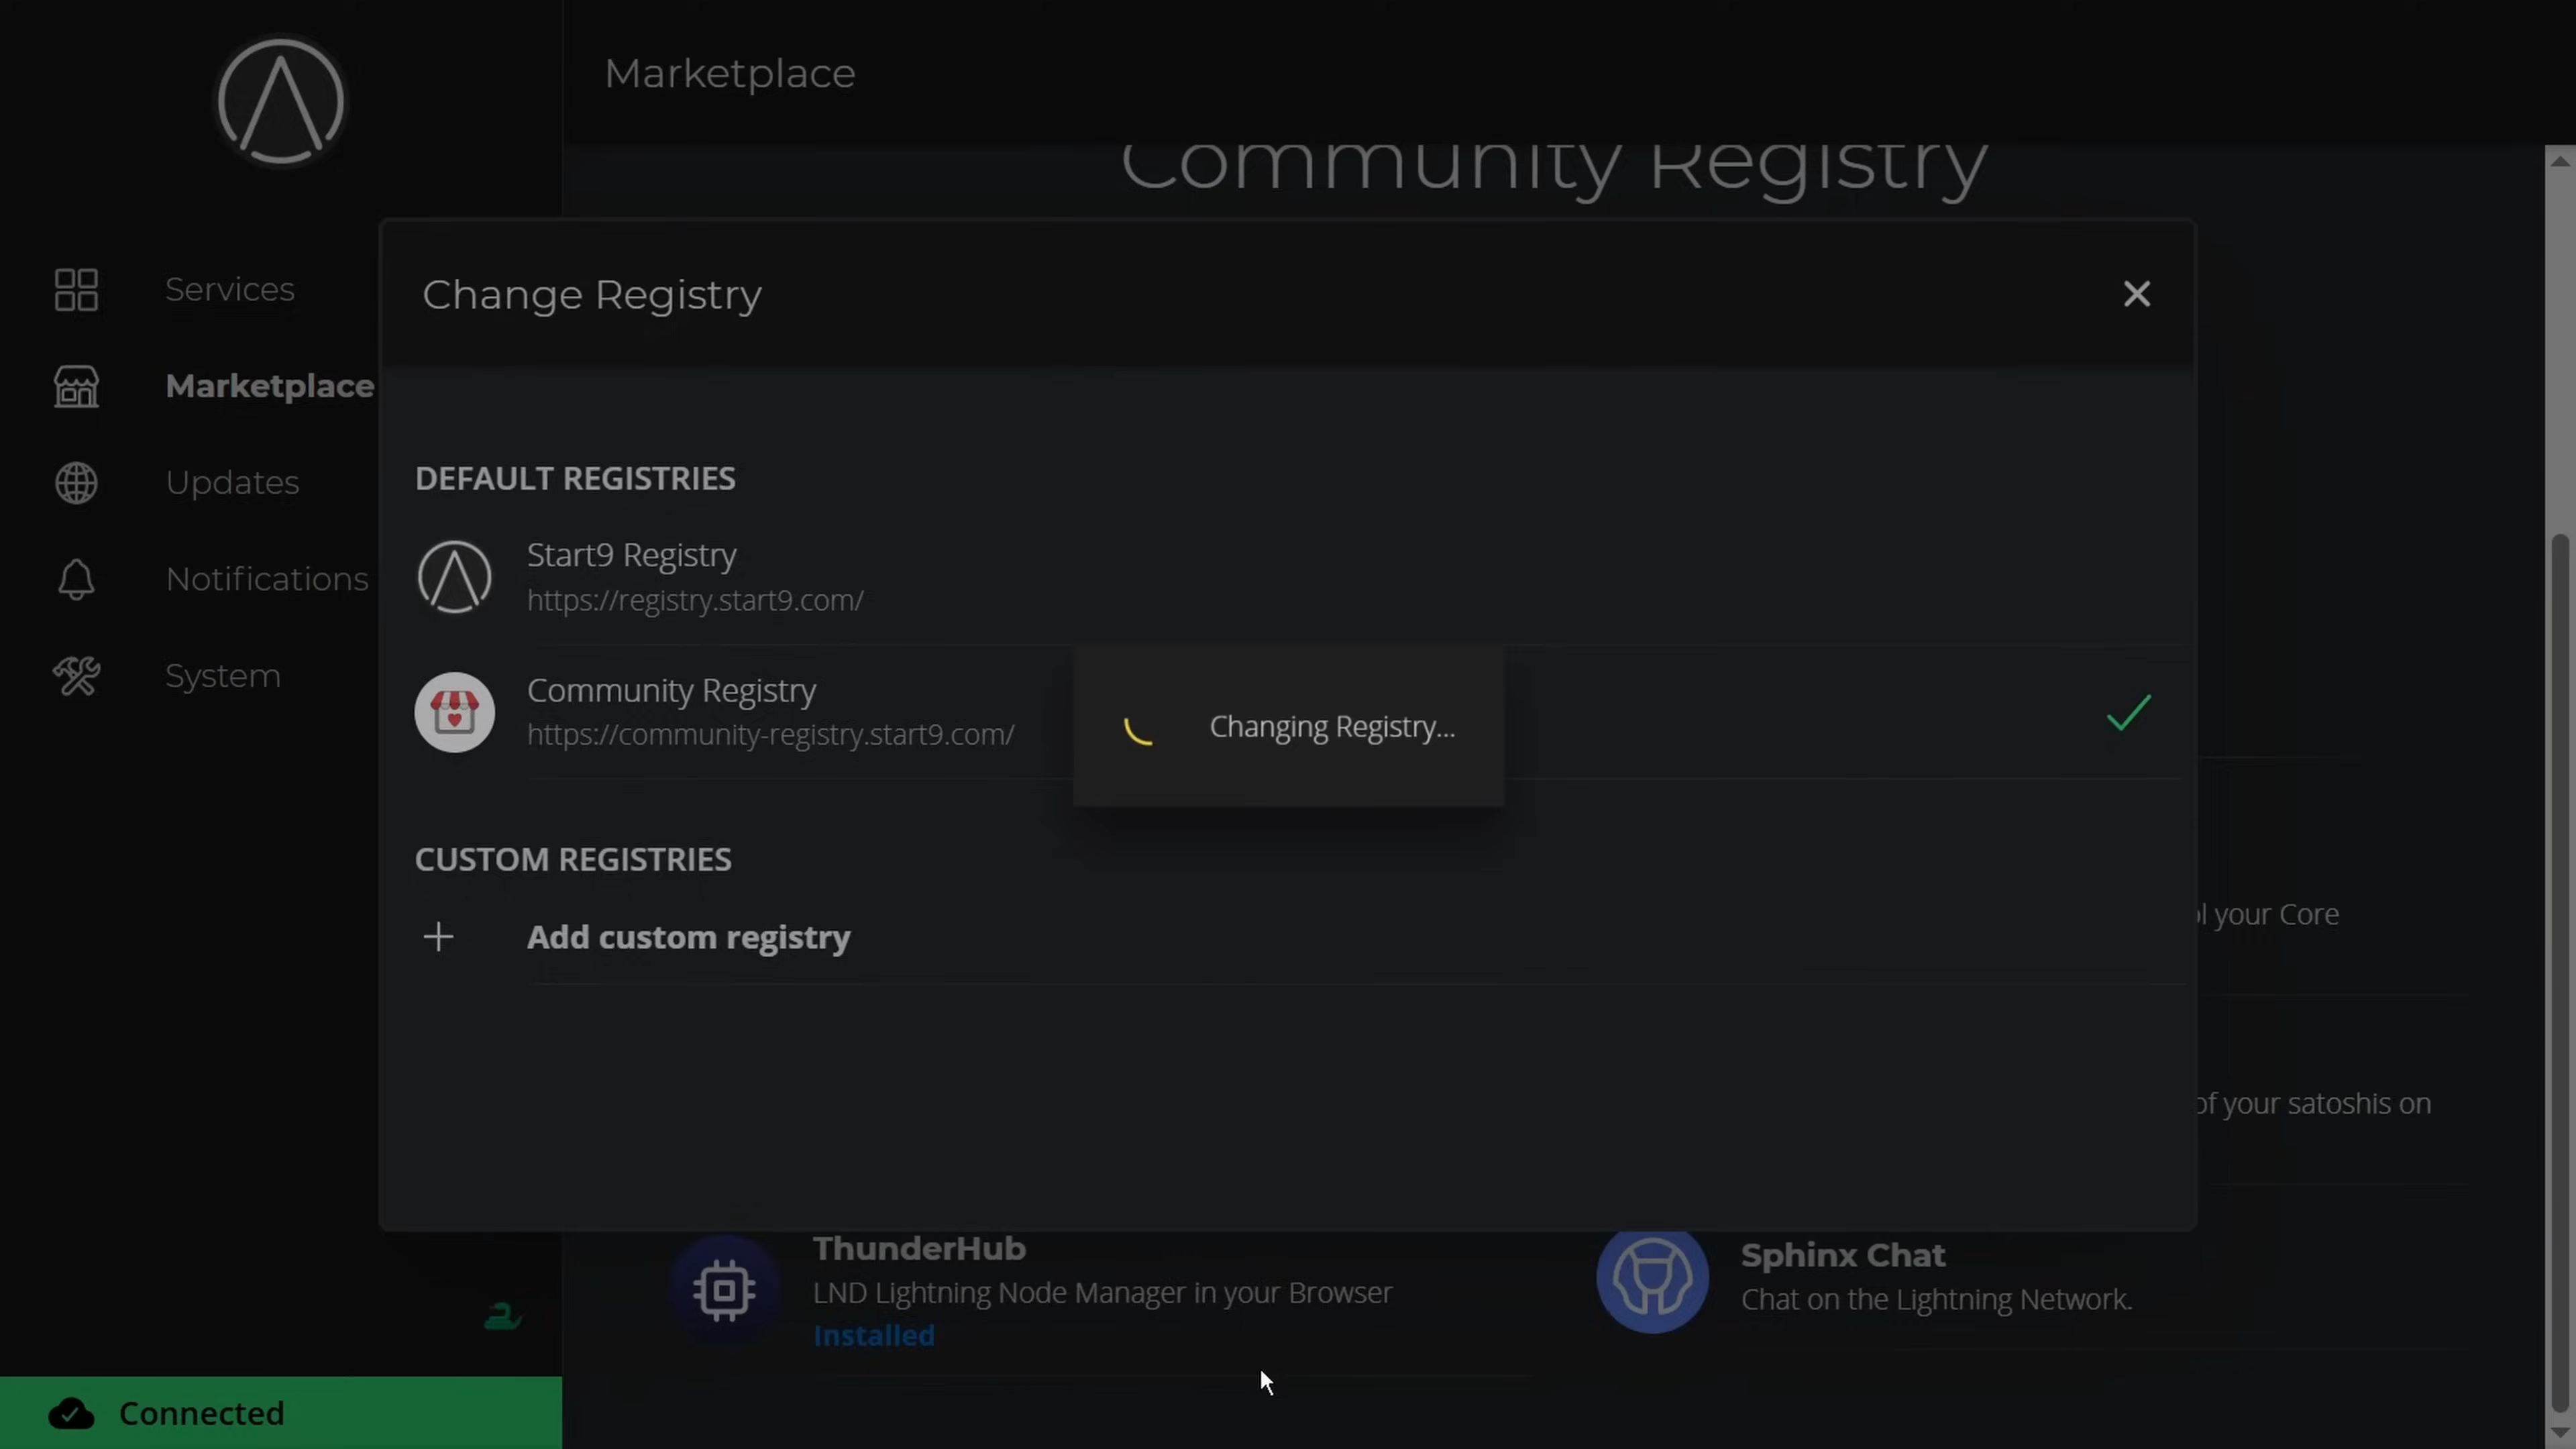 Marketplace
Community Registry
Services
Marketplace
Updates
Notifications
System
Change Registry
DEFAULT REGISTRIES
Start9 Registry
https://registry.start9.com/
Community Registry
https://community-registry.start9.com/
Changing Registry...
CUSTOM REGISTRIES
Add custom registry
your Core
of your satoshis on
ThunderHub
LND Lightning Node Manager in your Browser
Installed
Sphinx Chat
Chat on the Lightning Network.
Connected